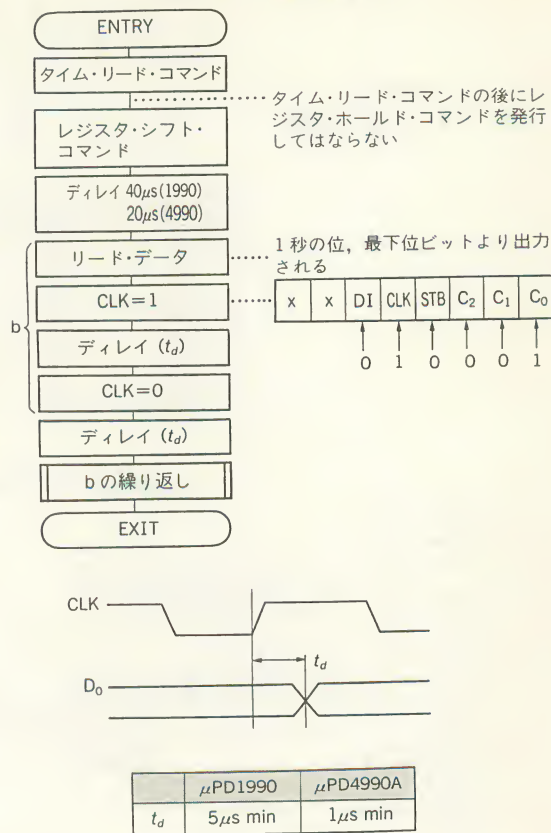 ENTRY
タイム・リード・コマンド
タイム・リード・コマンドの後にレ
ジスタ・ホールド・コマンドを発行
してはならない
レジスタ・シフト・
コマンド
ディレイ 40μs(1990)
20μs(4990)
1秒の位，最下位ビットより出力
される
リード・データ
b
CLK=1
x x DI CLK STB C₂ C₁ C₀
0 1 0 0 0 1
ディレイ (td)
CLK=0
ディレイ (td)
bの繰り返し
EXIT
CLK
td
D₀
μPD1990 μPD4990A
td 5μs min 1μs min